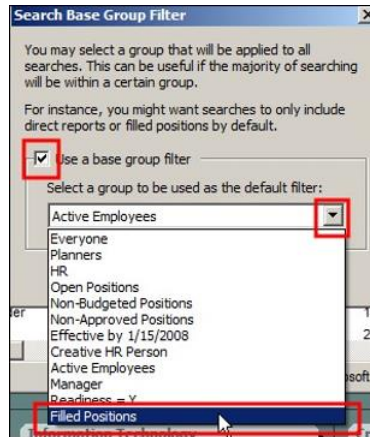 Search Base Group Filter
You may select a group that will be applied to all
searches. This can be useful if the majority of searching
will be within a certain group.
For instance, you might want searches to only include
direct reports or filled positions by default.
Use a base group filter
Select a group to be used as the default filter:
Active Employees
Everyone
Planners
HR
Open Positions
Non-Budgeted Positions
Non-Approved Positions
Effective by 1/15/2008
Creative HR Person
Active Employees
Manager
Readiness = Y
Filled Positions
Information Technology